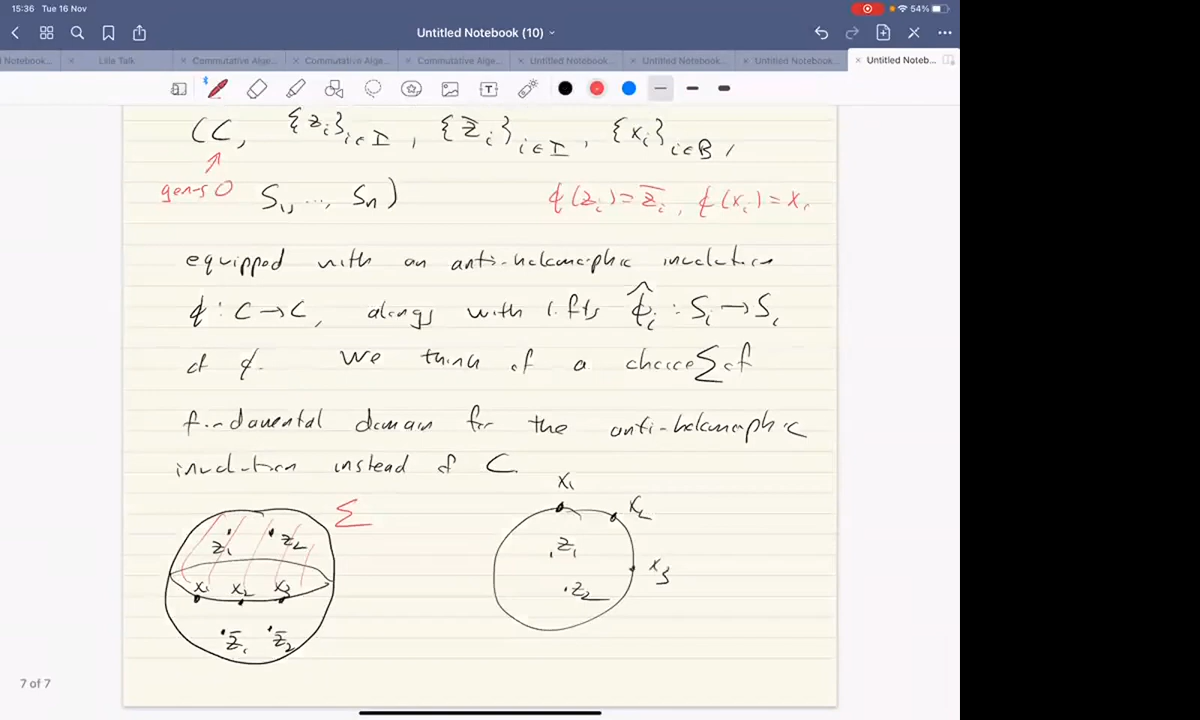 15:36 Tue 16 Nov
54%
Untitled Notebook (10)
Notebook...
Lille Talk
Commutative Alge...
Commutative Alge...
Commutative Alge...
Untitled Notebook...
Untitled Notebook...
Untitled Notebook...
Untitled Noteb...
(C, {z_i}_{i∈I}, {z̄_i}_{i∈I}, {x_i}_{i∈B},
genus 0
S_1, ..., S_n)
ϕ(z_i) = z̄_i, ϕ(x_i) = x_i
equipped with an anti-holomorphic involution
ϕ : C → C, alongs with lifts ϕ̂_i : S_i → S_i
of ϕ. We think of a choice Σ of
fundamental domain for the anti-holomorphic
involution instead of C.
Σ
z_1 z_2
x_1 x_2 x_3
z̄_1 z̄_2
x_1
x_2
z_1
x_3
z_2
7 of 7